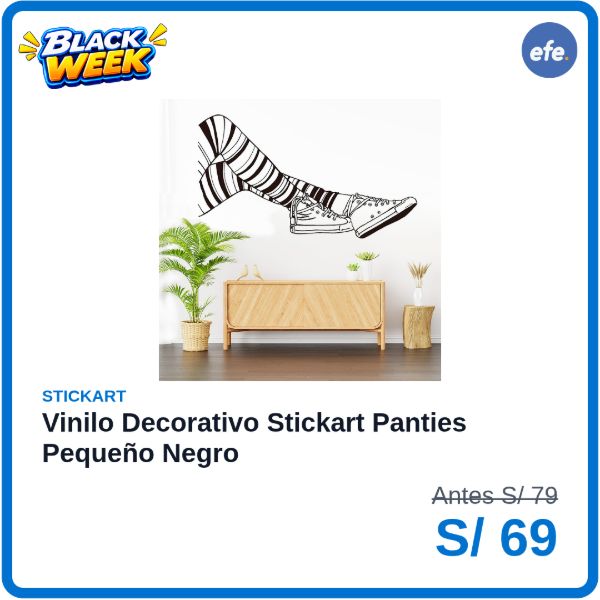 BLACK
WEEK
efe.
STICKART
Vinilo Decorativo Stickart Panties
Pequeño Negro
Antes S/ 79
S/ 69